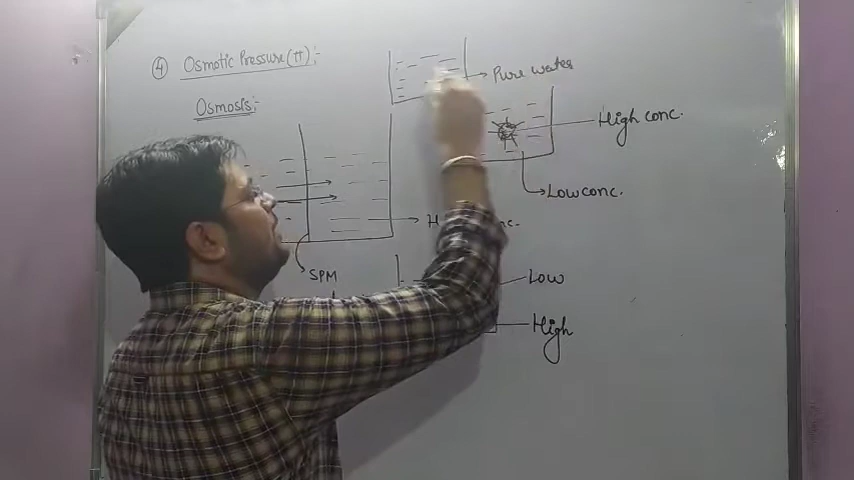 ④ Osmotic Pressure (π) :-
Pure water
Osmosis :-
High conc.
Low conc.
SPM
Low
High